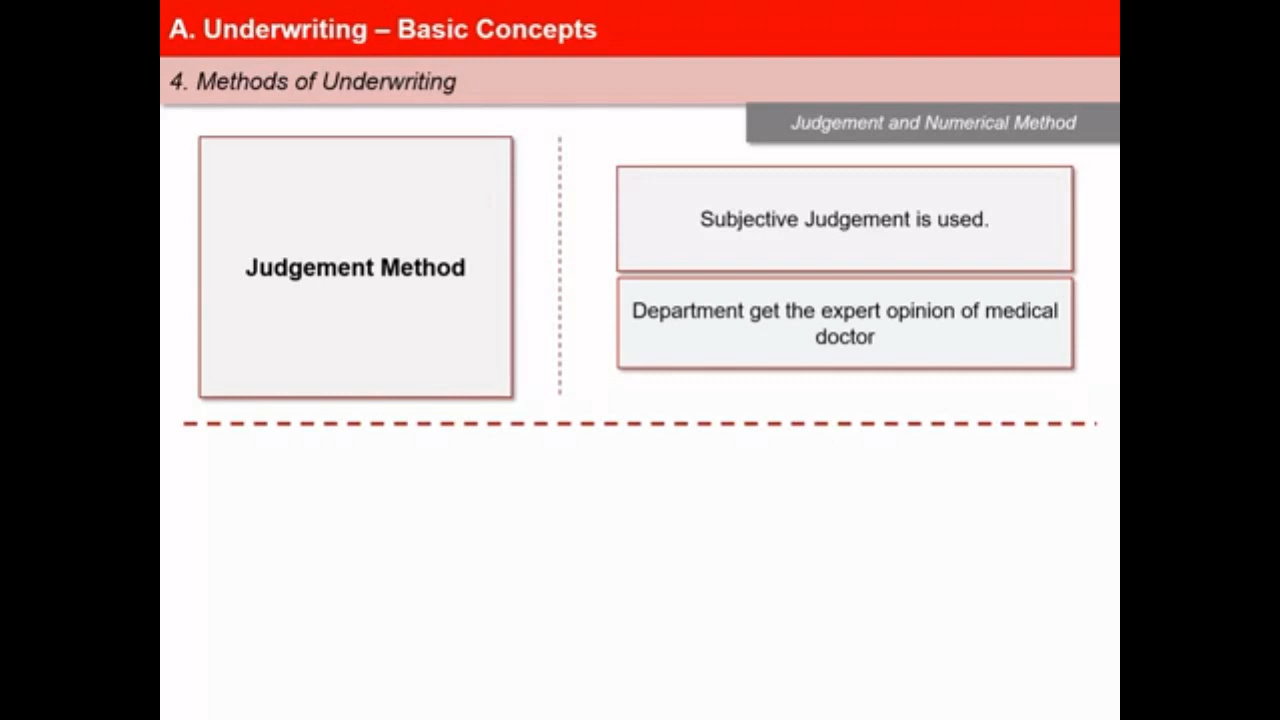 A. Underwriting – Basic Concepts
4. Methods of Underwriting
Judgement and Numerical Method
Judgement Method
Subjective Judgement is used.
Department get the expert opinion of medical
doctor